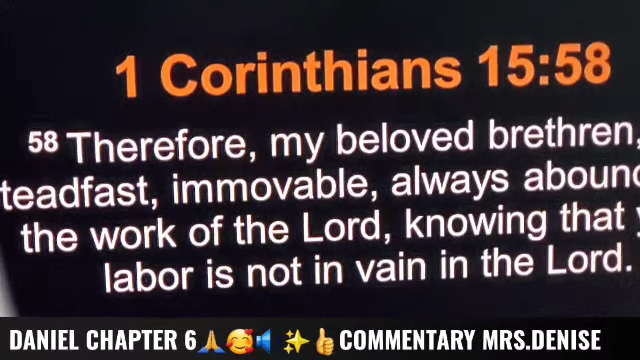 1 Corinthians 15:58
58 Therefore, my beloved brethren,
teadfast, immovable, always abound
the work of the Lord, knowing that
labor is not in vain in the Lord.
DANIEL CHAPTER 6🙏🥰🔈 ✨👍COMMENTARY MRS.DENISE